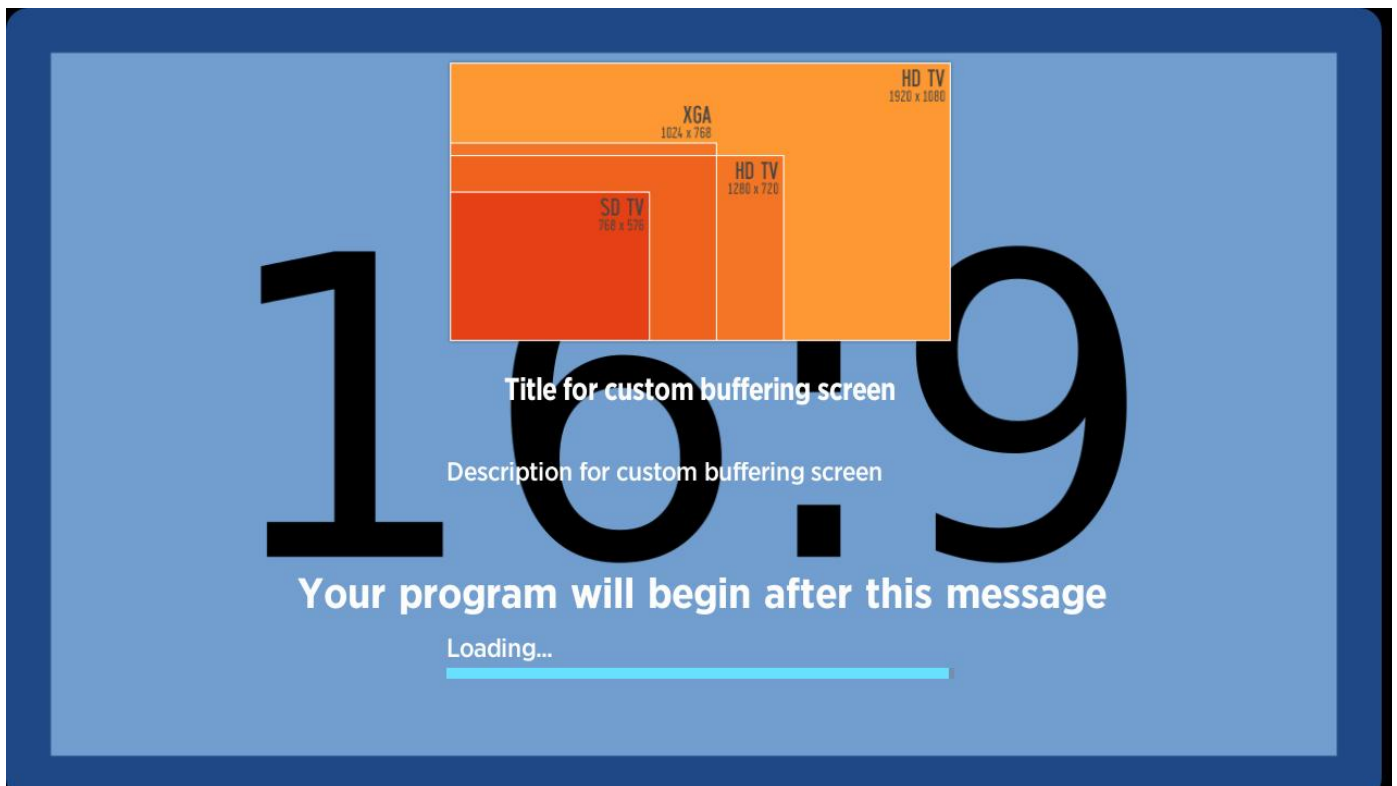 HD TV
1920 x 1080
XGA
1024 x 768
HD TV
1280 x 720
SD TV
768 x 576
16:9
Title for custom buffering screen
Description for custom buffering screen
Your program will begin after this message
Loading...